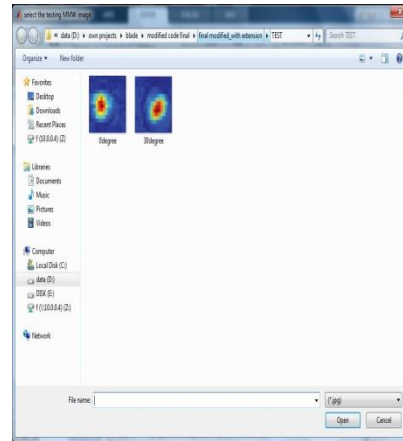 select the testing MMW image
« data (D:) ▸ own projects ▸ blade ▸ modified code final ▸ final modified_with extension ▸ TEST
Search TEST
Organize ▾ New folder
Favorites
Desktop
Downloads
Recent Places
Libraries
Documents
Music
Pictures
Videos
Computer
Local Disk (C:)
data (D:)
DISK (E:)
Network
0degree
30degree
File name:
(*.jpg)
Open
Cancel